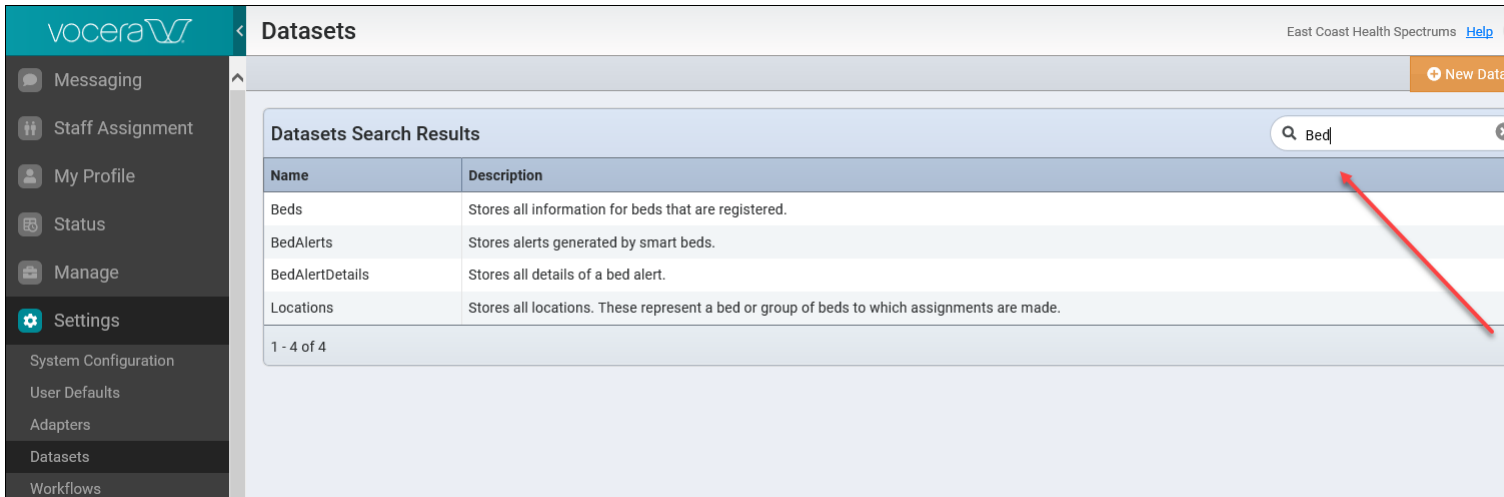 vocera
Datasets
East Coast Health Spectrums Help
Messaging
New Data
Staff Assignment
Datasets Search Results
Bed
Name Description
My Profile
Beds Stores all information for beds that are registered.
Status
BedAlerts Stores alerts generated by smart beds.
Manage
BedAlertDetails Stores all details of a bed alert.
Locations Stores all locations. These represent a bed or group of beds to which assignments are made.
Settings
1 - 4 of 4
System Configuration
User Defaults
Adapters
Datasets
Workflows